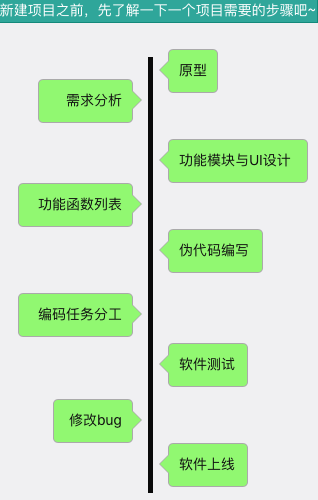 新建项目之前，先了解一下一个项目需要的步骤吧~
原型
需求分析
功能模块与UI设计
功能函数列表
伪代码编写
编码任务分工
软件测试
修改bug
软件上线